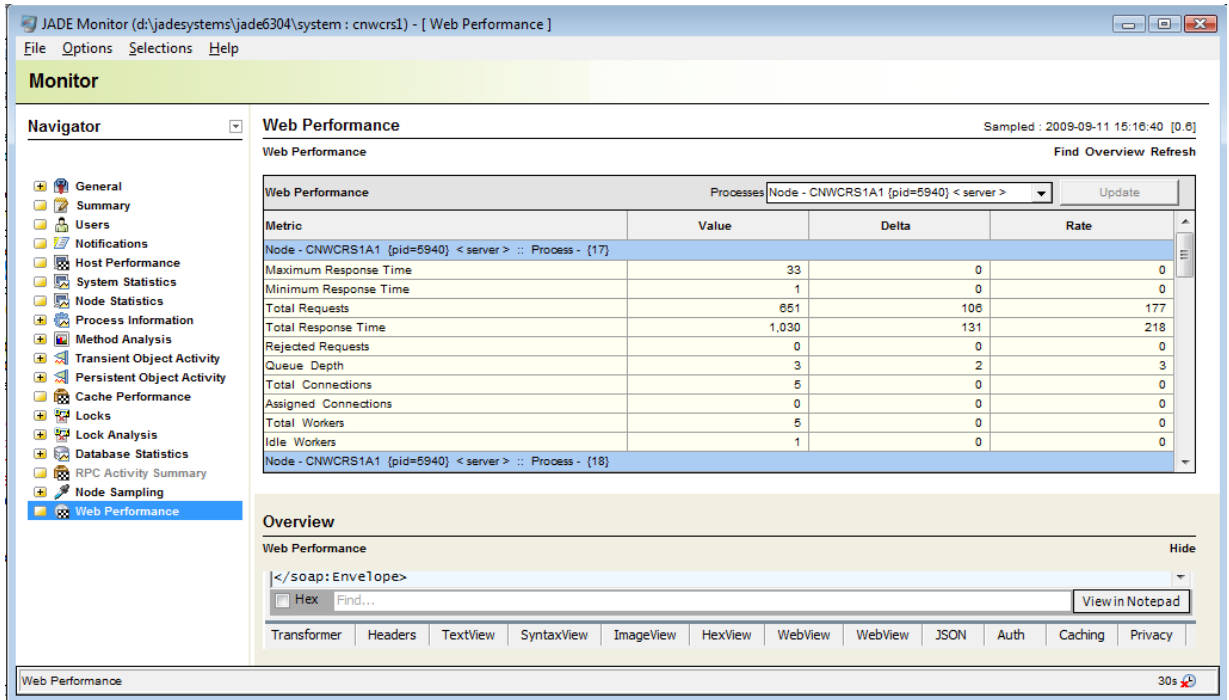 JADE Monitor (d:\jadesystems\jade6304\system : cnwcrs1) - [ Web Performance ]
File Options Selections Help
Monitor
Navigator
General
Summary
Users
Notifications
Host Performance
System Statistics
Node Statistics
Process Information
Method Analysis
Transient Object Activity
Persistent Object Activity
Cache Performance
Locks
Lock Analysis
Database Statistics
RPC Activity Summary
Node Sampling
Web Performance
Web Performance Sampled : 2009-09-11 15:16:40 [0.6]
Web Performance Find Overview Refresh
Web Performance Processes Node - CNWCRS1A1 {pid=5940} < server > Update
Metric Value Delta Rate
Node - CNWCRS1A1 {pid=5940} < server > :: Process - {17}
Maximum Response Time 33 0 0
Minimum Response Time 1 0 0
Total Requests 651 106 177
Total Response Time 1,030 131 218
Rejected Requests 0 0 0
Queue Depth 3 2 3
Total Connections 5 0 0
Assigned Connections 0 0 0
Total Workers 5 0 0
Idle Workers 1 0 0
Node - CNWCRS1A1 {pid=5940} < server > :: Process - {18}
Overview
Web Performance Hide
</soap:Envelope>
Hex Find... View in Notepad
Transformer Headers TextView SyntaxView ImageView HexView WebView WebView JSON Auth Caching Privacy
Web Performance 30s